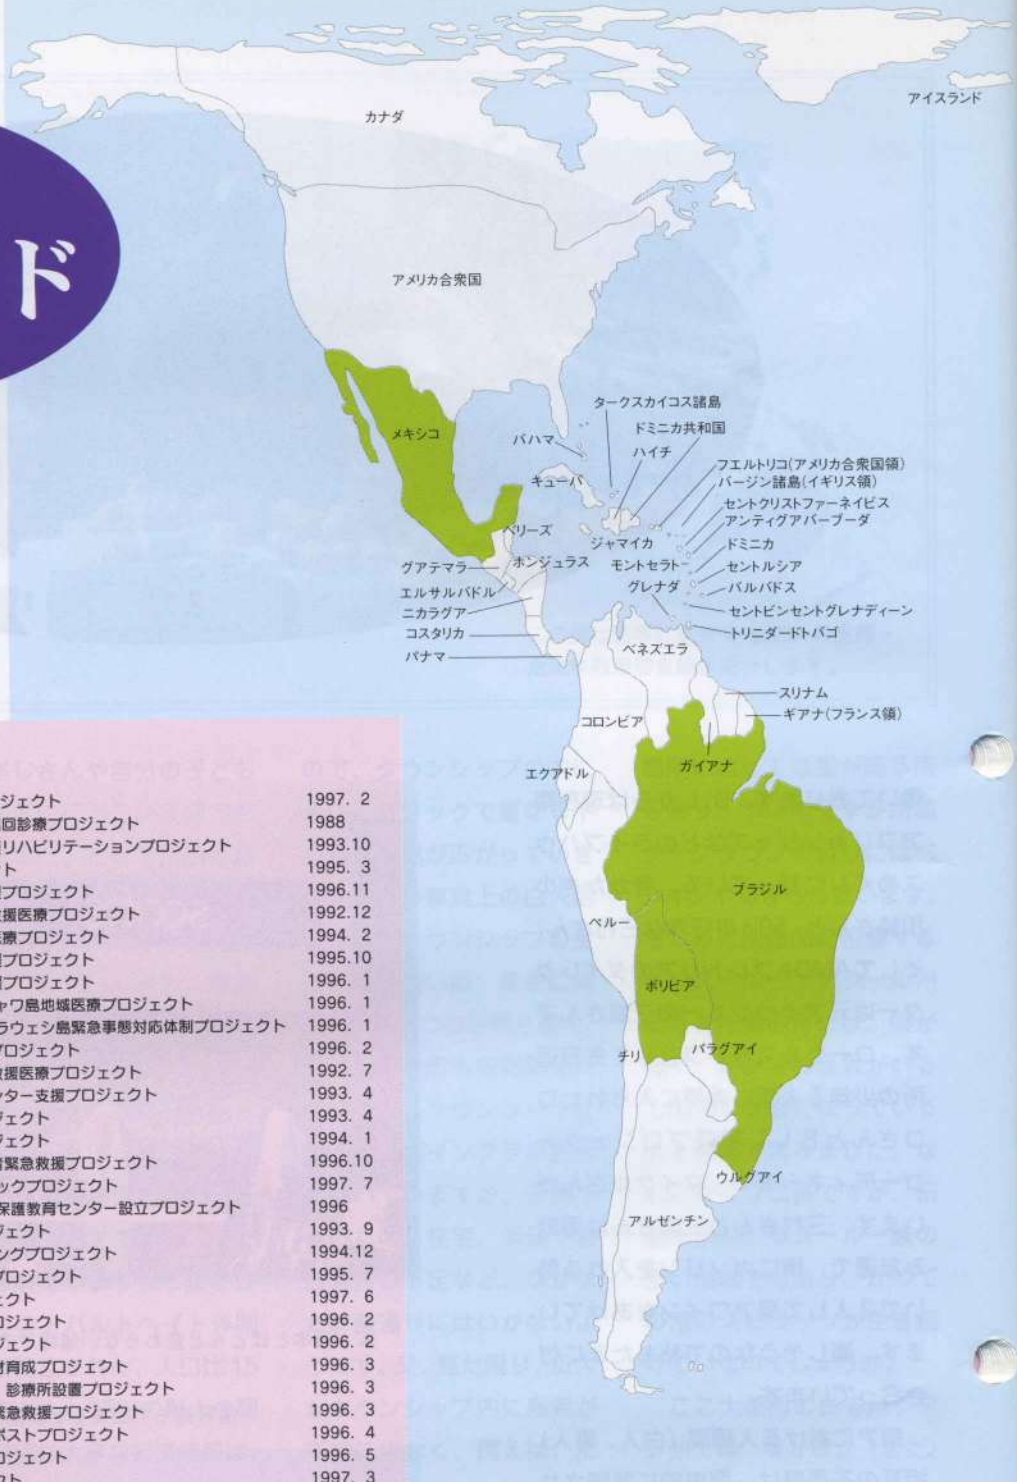 アイスランド
カナダ
ド
アメリカ合衆国
タークスカイコス諸島
ドミニカ共和国
メキシコ
バハマ
ハイチ
フエルトリコ(アメリカ合衆国領)
キューバ
バージン諸島(イギリス領)
セントクリストファーネイビス
アンティグアバーブーダ
ベリーズ
ジャマイカ
ドミニカ
グアテマラ
ホンジュラス
モントセラト
セントルシア
エルサルバドル
グレナダ
バルバドス
ニカラグア
セントビンセントグレナディーン
コスタリカ
トリニダードトバゴ
パナマ
ベネズエラ
スリナム
コロンビア
ギアナ(フランス領)
エクアドル
ガイアナ
ブラジル
ペルー
ボリビア
チリ
パラグアイ
ウルグアイ
アルゼンチン
ジェクト 1997. 2
回診療プロジェクト 1988
リハビリテーションプロジェクト 1993.10
ト 1995. 3
プロジェクト 1996.11
救援医療プロジェクト 1992.12
医療プロジェクト 1994. 2
プロジェクト 1995.10
プロジェクト 1996. 1
ャワ島地域医療プロジェクト 1996. 1
ラウェシ島緊急事態対応体制プロジェクト 1996. 1
プロジェクト 1996. 2
救援医療プロジェクト 1992. 7
ンター支援プロジェクト 1993. 4
ジェクト 1993. 4
ジェクト 1994. 1
緊急救援プロジェクト 1996.10
ックプロジェクト 1997. 7
保護教育センター設立プロジェクト 1996
ジェクト 1993. 9
ングプロジェクト 1994.12
プロジェクト 1995. 7
ェクト 1997. 6
ロジェクト 1996. 2
ジェクト 1996. 2
材育成プロジェクト 1996. 3
診療所設置プロジェクト 1996. 3
緊急救援プロジェクト 1996. 3
ポストプロジェクト 1996. 4
ロジェクト 1996. 5
クト 1997. 3